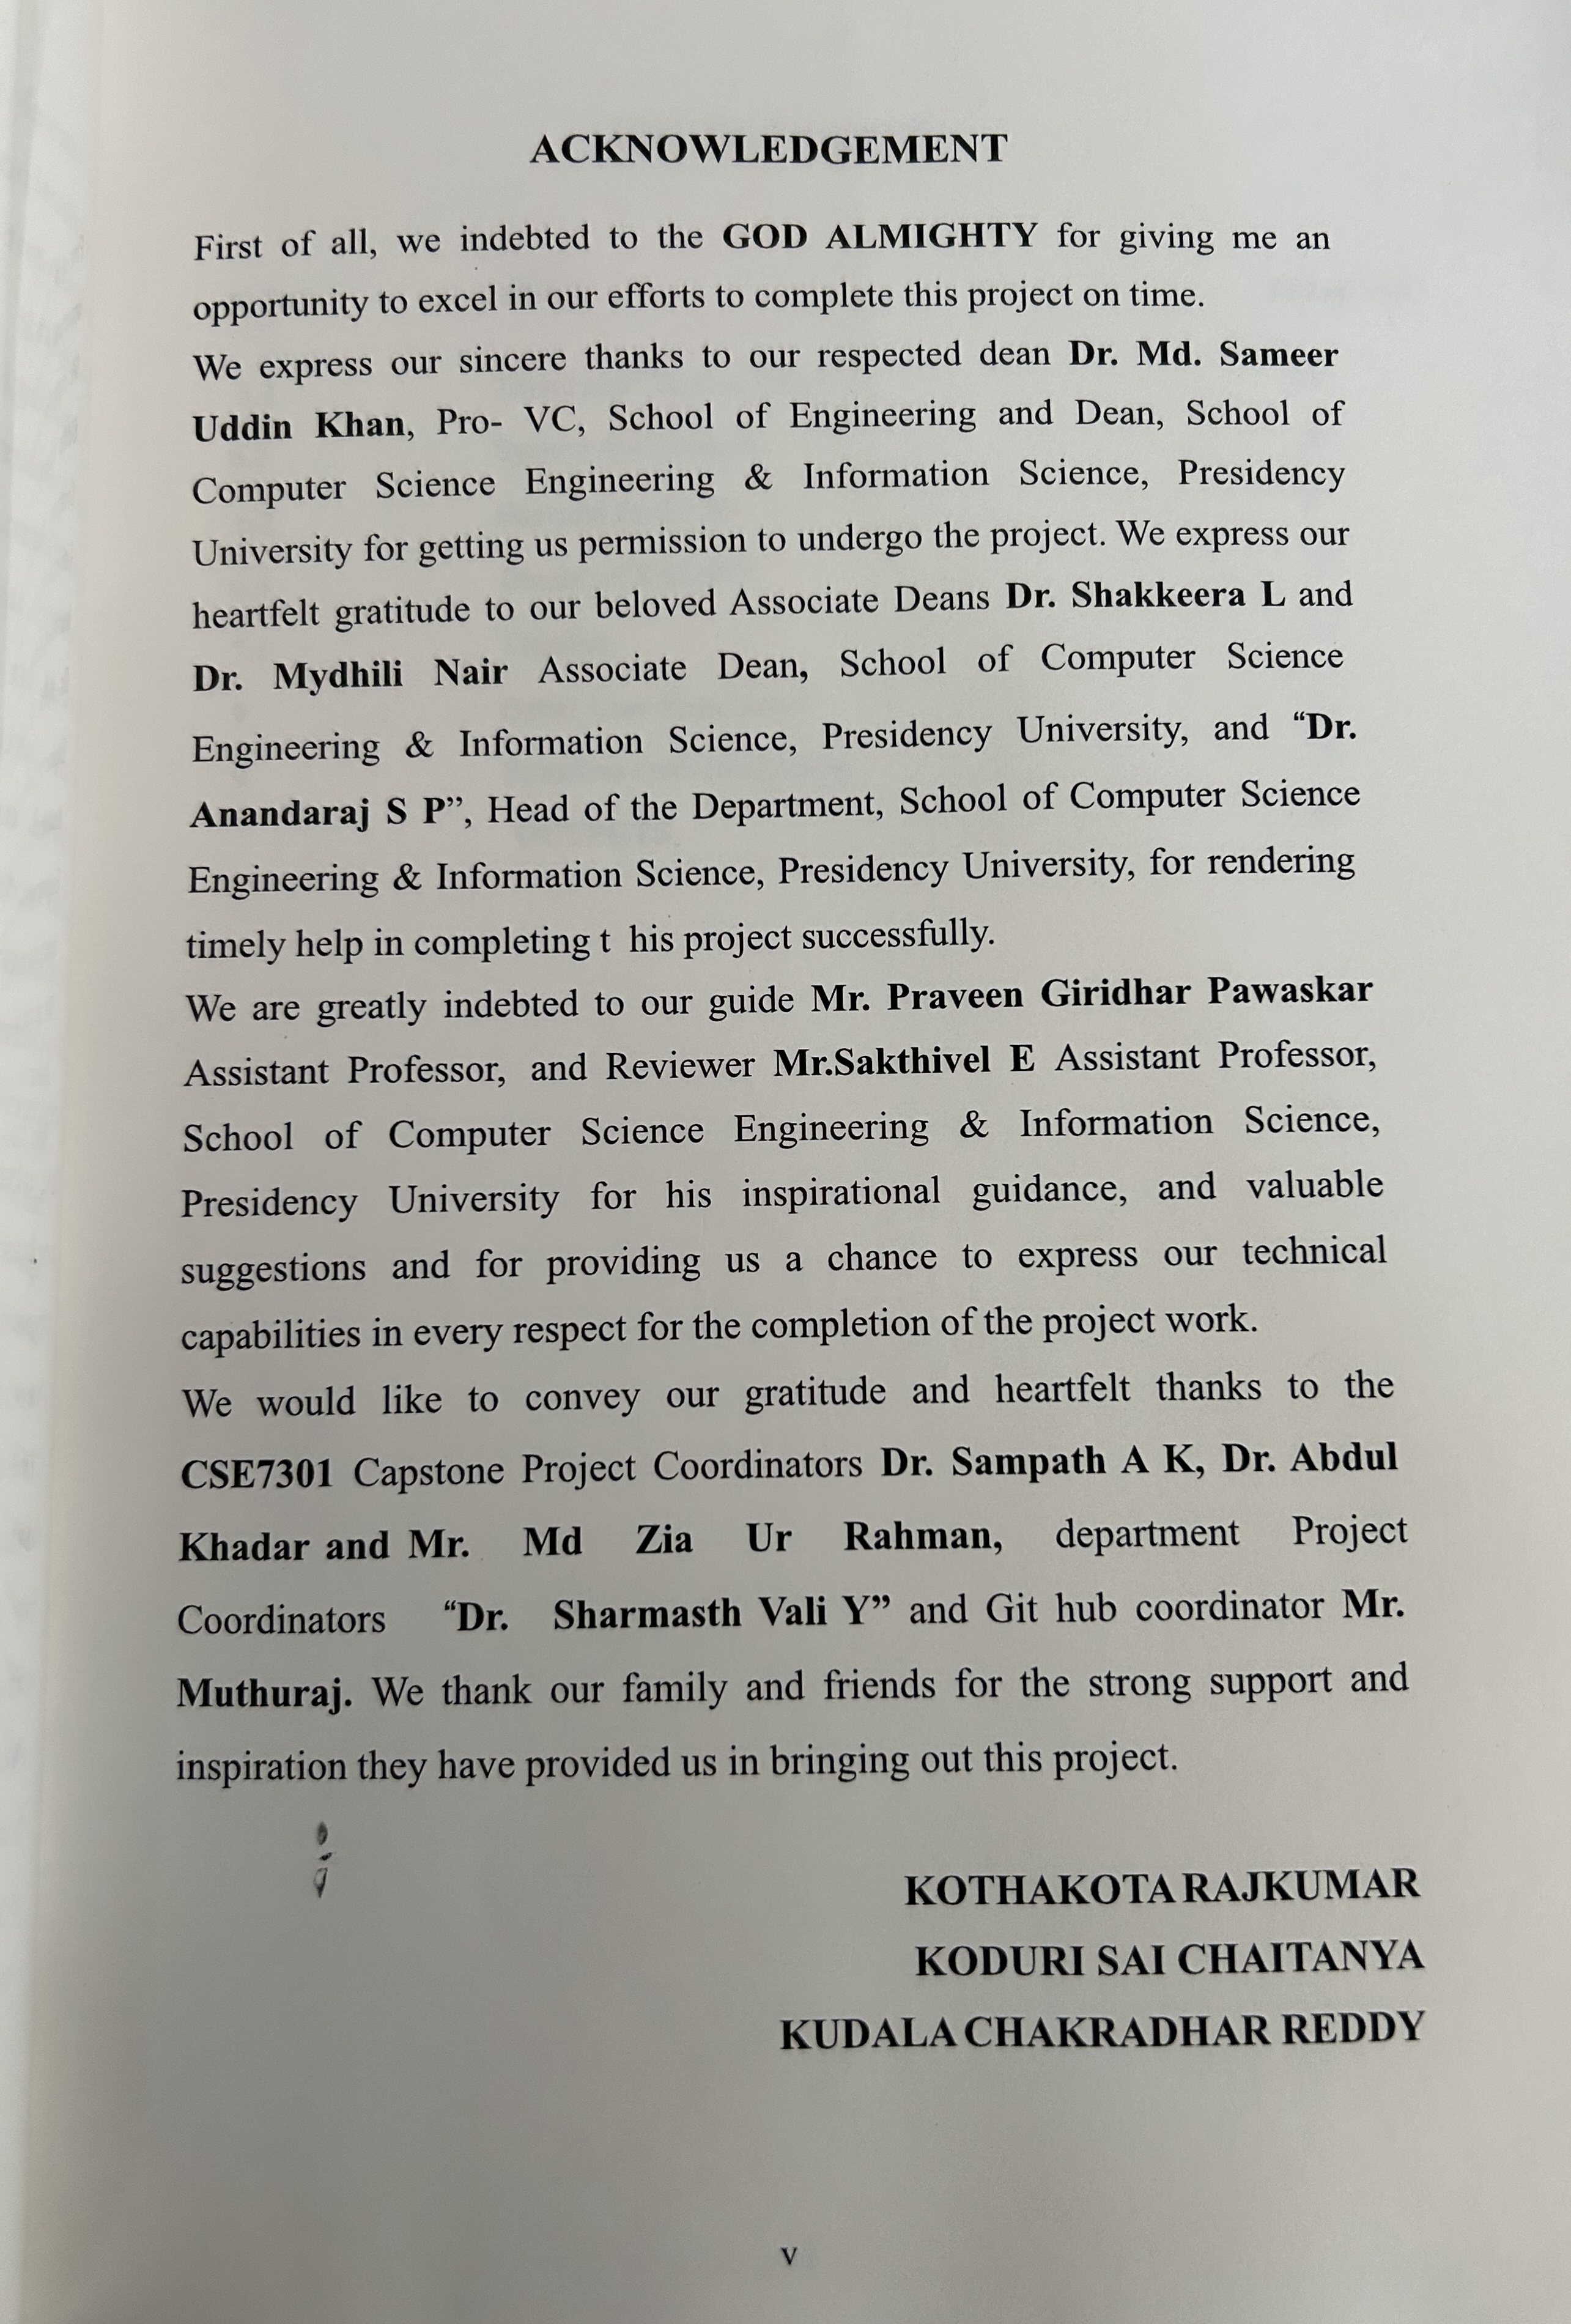 ACKNOWLEDGEMENT
First of all, we indebted to the GOD ALMIGHTY for giving me an
opportunity to excel in our efforts to complete this project on time.
We express our sincere thanks to our respected dean Dr. Md. Sameer
Uddin Khan, Pro- VC, School of Engineering and Dean, School of
Computer Science Engineering & Information Science, Presidency
University for getting us permission to undergo the project. We express our
heartfelt gratitude to our beloved Associate Deans Dr. Shakkeera L and
Dr. Mydhili Nair Associate Dean, School of Computer Science
Engineering & Information Science, Presidency University, and “Dr.
Anandaraj S P”, Head of the Department, School of Computer Science
Engineering & Information Science, Presidency University, for rendering
timely help in completing t his project successfully.
We are greatly indebted to our guide Mr. Praveen Giridhar Pawaskar
Assistant Professor, and Reviewer Mr.Sakthivel E Assistant Professor,
School of Computer Science Engineering & Information Science,
Presidency University for his inspirational guidance, and valuable
suggestions and for providing us a chance to express our technical
capabilities in every respect for the completion of the project work.
We would like to convey our gratitude and heartfelt thanks to the
CSE7301 Capstone Project Coordinators Dr. Sampath A K, Dr. Abdul
Khadar and Mr. Md Zia Ur Rahman, department Project
Coordinators “Dr. Sharmasth Vali Y” and Git hub coordinator Mr.
Muthuraj. We thank our family and friends for the strong support and
inspiration they have provided us in bringing out this project.
KOTHAKOTA RAJKUMAR
KODURI SAI CHAITANYA
KUDALA CHAKRADHAR REDDY
v